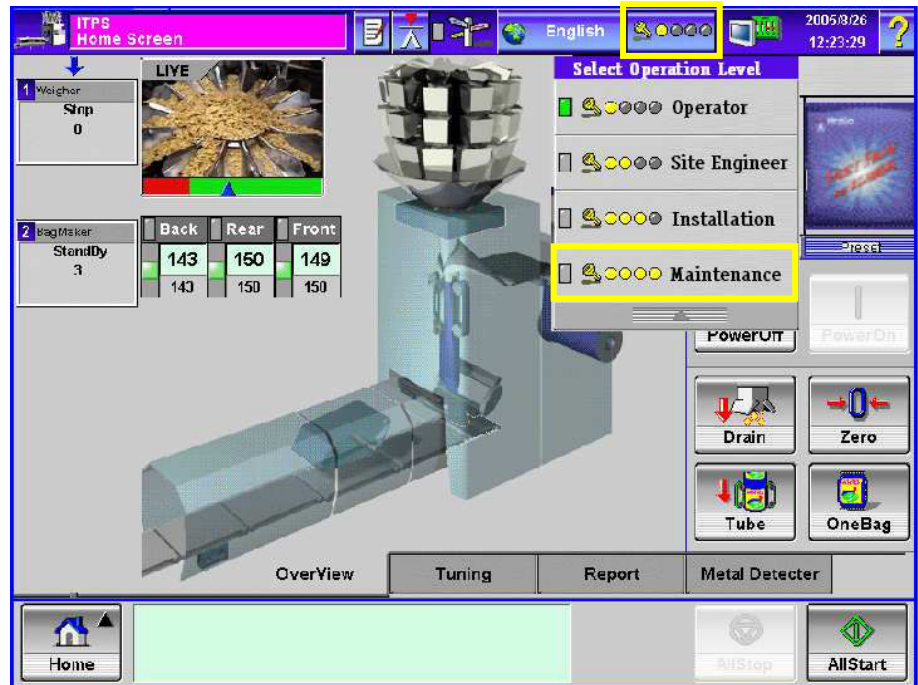 ITPS
Home Screen
English
2005/8/26
12:23:29
?
LIVE
Select Operation Level
Operator
Site Engineer
Installation
Maintenance
1 Weigher
Stop
0
2 BagMaker
StandBy
3
Back Rear Front
143 150 149
143 150 150
Preset
PowerOff PowerOn
Drain Zero
Tube OneBag
OverView Tuning Report Metal Detecter
Home AllStop AllStart